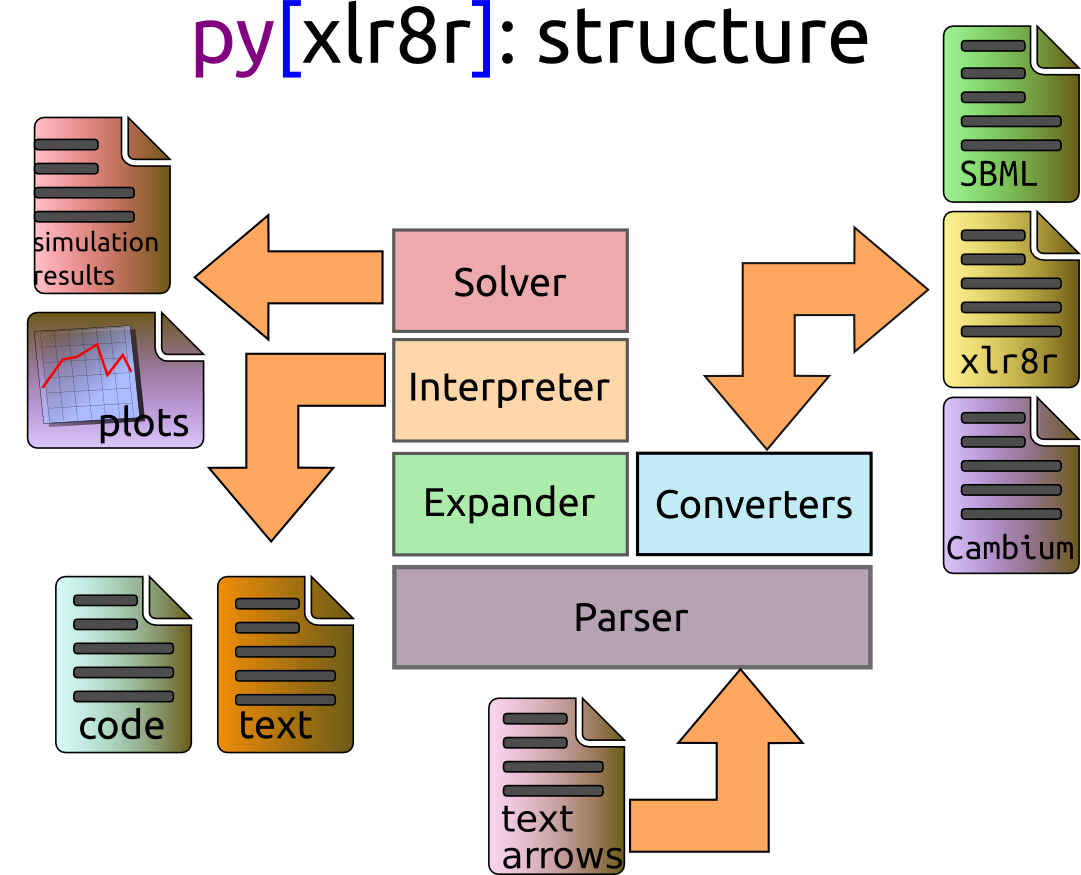 py[xlr8r]: structure
SBML
simulation
results
Solver
xlr8r
Interpreter
plots
Expander
Converters
Cambium
Parser
code
text
text
arrows